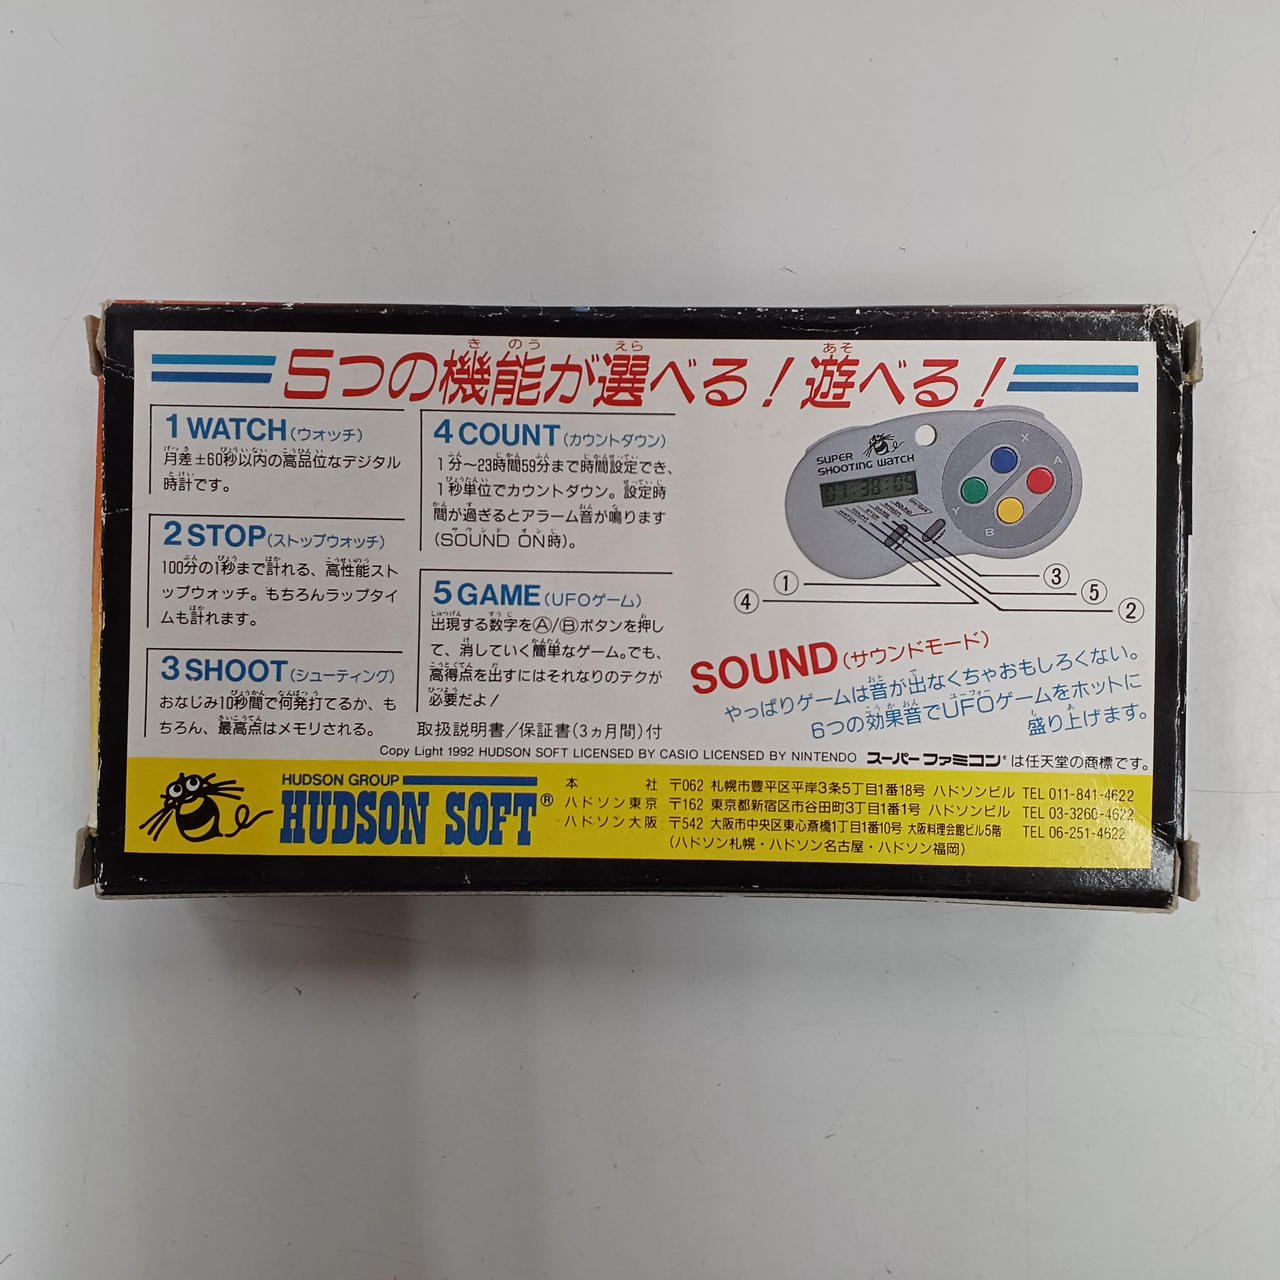 5つの機能が選べる!遊べる!
1 WATCH(ウオッチ)
月差±60秒以内の高品位なデジタル
時計です。
2 STOP(ストップウォッチ)
100分の1秒まで計れる、高性能スト
ップウォッチ。もちろんラップタイ
ムも計れます。
3 SHOOT(シューティング)
おなじみ10秒間で何発打てるか、も
ちろん、最高点はメモリされる。
4 COUNT(カウントダウン)
1分〜23時間59分まで時間設定でき、
1秒単位でカウントダウン。設定時
間が過ぎるとアラーム音が鳴ります
(SOUND ON時)。
5 GAME(UFOゲーム)
出現する数字をⒶ/Ⓑボタンを押し
て、消していく簡単なゲーム。でも、
高得点を出すにはそれなりのテクが
必要だよ!
取扱説明書/保証書(3ヵ月間)付
SUPER
SHOOTING WATCH
X
A
Y
B
①
④
③
⑤
②
SOUND(サウンドモード)
やっぱりゲームは音が出なくちゃおもしろくない。
6つの効果音でUFOゲームをホットに
盛り上げます。
Copy Light 1992 HUDSON SOFT LICENSED BY CASIO LICENSED BY NINTENDO スーパーファミコン®は任天堂の商標です。
HUDSON GROUP
HUDSON SOFT®
本社 〒062 札幌市豊平区平岸3条5丁目1番18号 ハドソンビル TEL 011-841-4622
ハドソン東京 〒162 東京都新宿区市谷田町3丁目1番1号 ハドソンビル TEL 03-3260-4622
ハドソン大阪 〒542 大阪市中央区東心斎橋1丁目1番10号 大阪料理会館ビル5階 TEL 06-251-4622
(ハドソン札幌・ハドソン名古屋・ハドソン福岡)